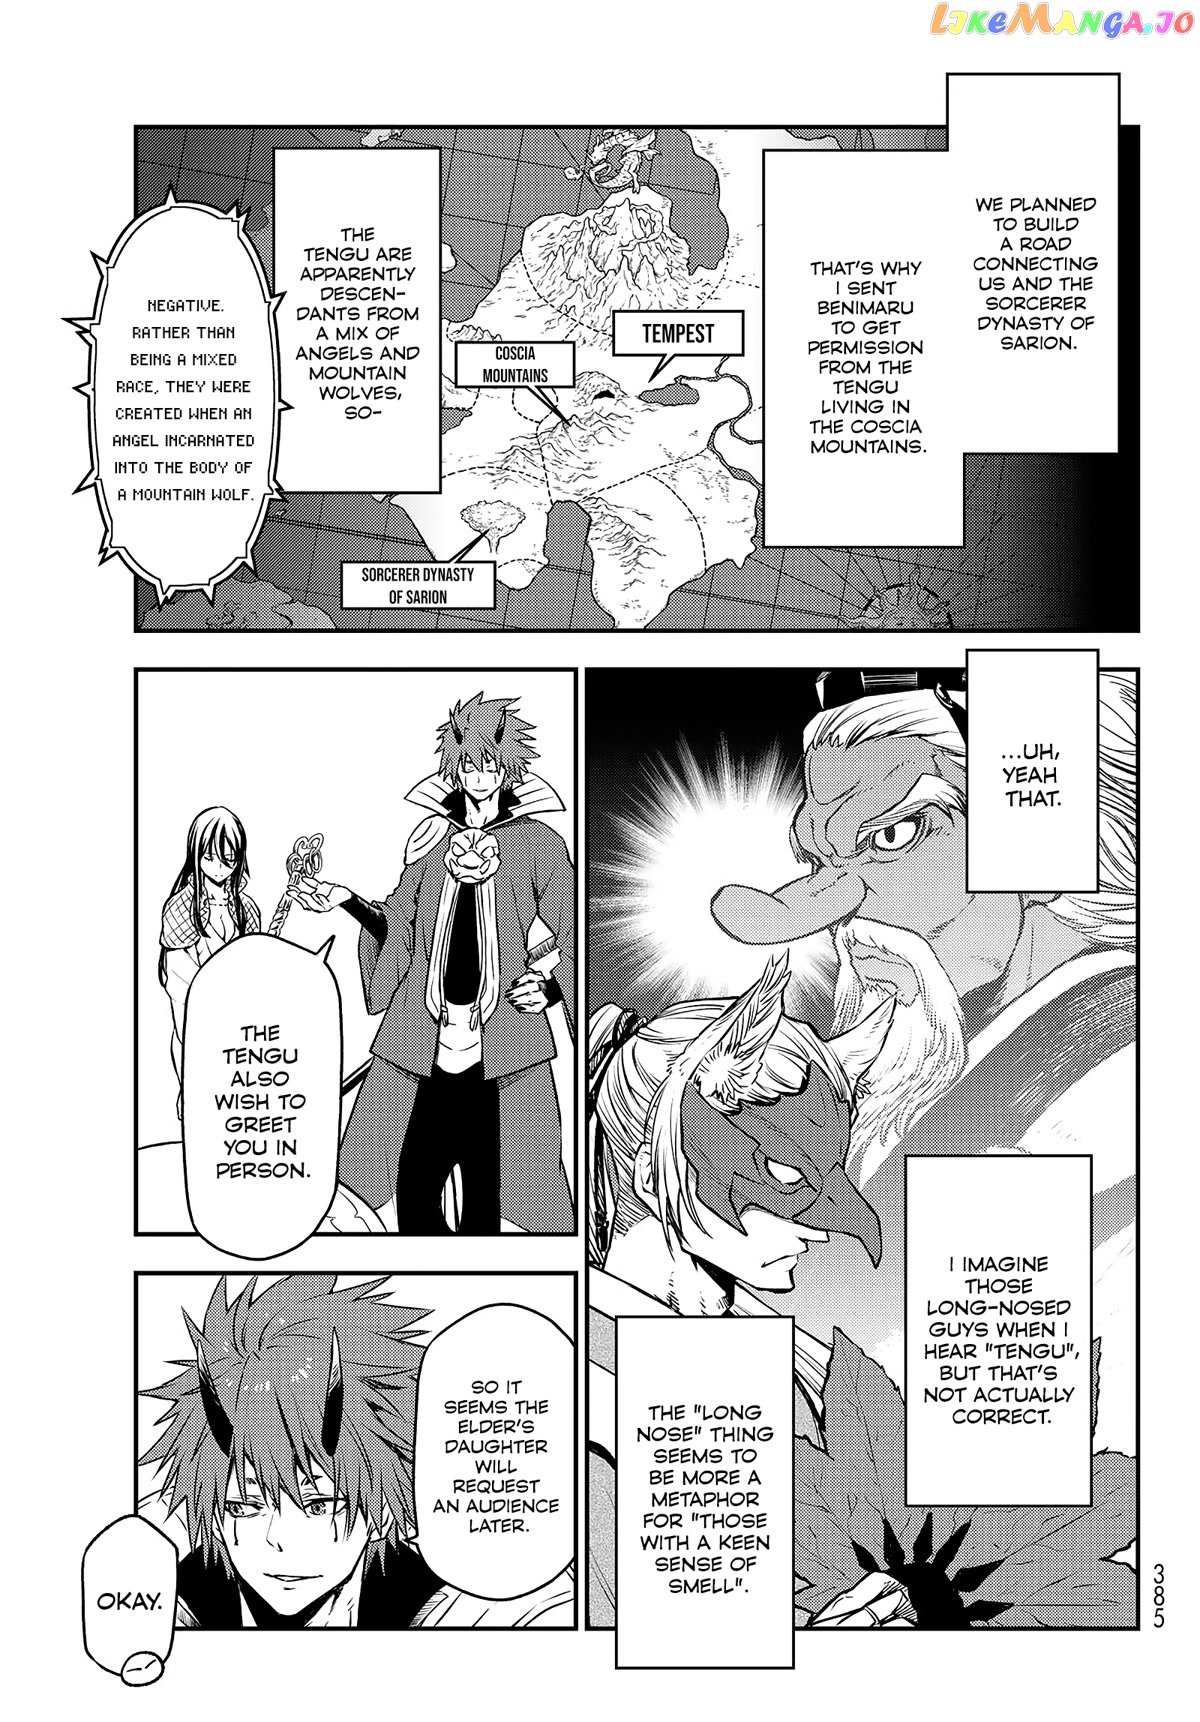 LIKEMANGA.IO
WE PLANNED
TO BUILD
A ROAD
CONNECTING
US AND THE
SORCERER
DYNASTY OF
SARION.
THAT'S WHY
I SENT
BENIMARU
TO GET
PERMISSION
FROM THE
TENGU
LIVING IN
THE COSCIA
MOUNTAINS.
TEMPEST
COSCIA
MOUNTAINS
SORCERER DYNASTY
OF SARION
THE
TENGU ARE
APPARENTLY
DESCEN-
DANTS FROM
A MIX OF
ANGELS AND
MOUNTAIN
WOLVES,
SO-
NEGATIVE.
RATHER THAN
BEING A MIXED
RACE, THEY WERE
CREATED WHEN AN
ANGEL INCARNATED
INTO THE BODY OF
A MOUNTAIN WOLF.
...UH,
YEAH
THAT.
I IMAGINE
THOSE
LONG-NOSED
GUYS WHEN I
HEAR "TENGU",
BUT THAT'S
NOT ACTUALLY
CORRECT.
THE "LONG
NOSE" THING
SEEMS TO
BE MORE A
METAPHOR
FOR "THOSE
WITH A KEEN
SENSE OF
SMELL".
THE
TENGU
ALSO
WISH TO
GREET
YOU IN
PERSON.
SO IT
SEEMS THE
ELDER'S
DAUGHTER
WILL
REQUEST
AN AUDIENCE
LATER.
OKAY.
385